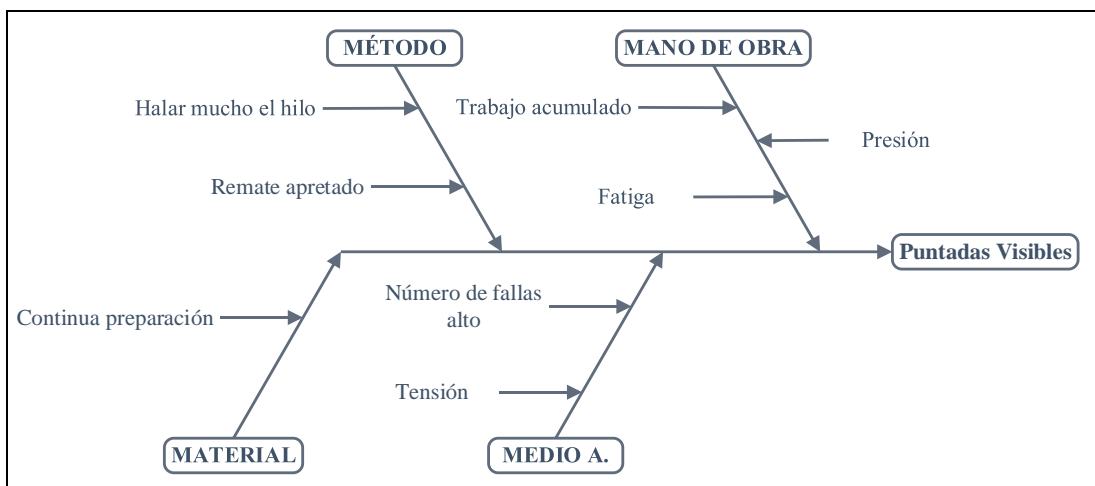 MÉTODO
MANO DE OBRA
Halar mucho el hilo
Trabajo acumulado
Presión
Remate apretado
Fatiga
Puntadas Visibles
Número de fallas
alto
Continua preparación
Tensión
MATERIAL
MEDIO A.